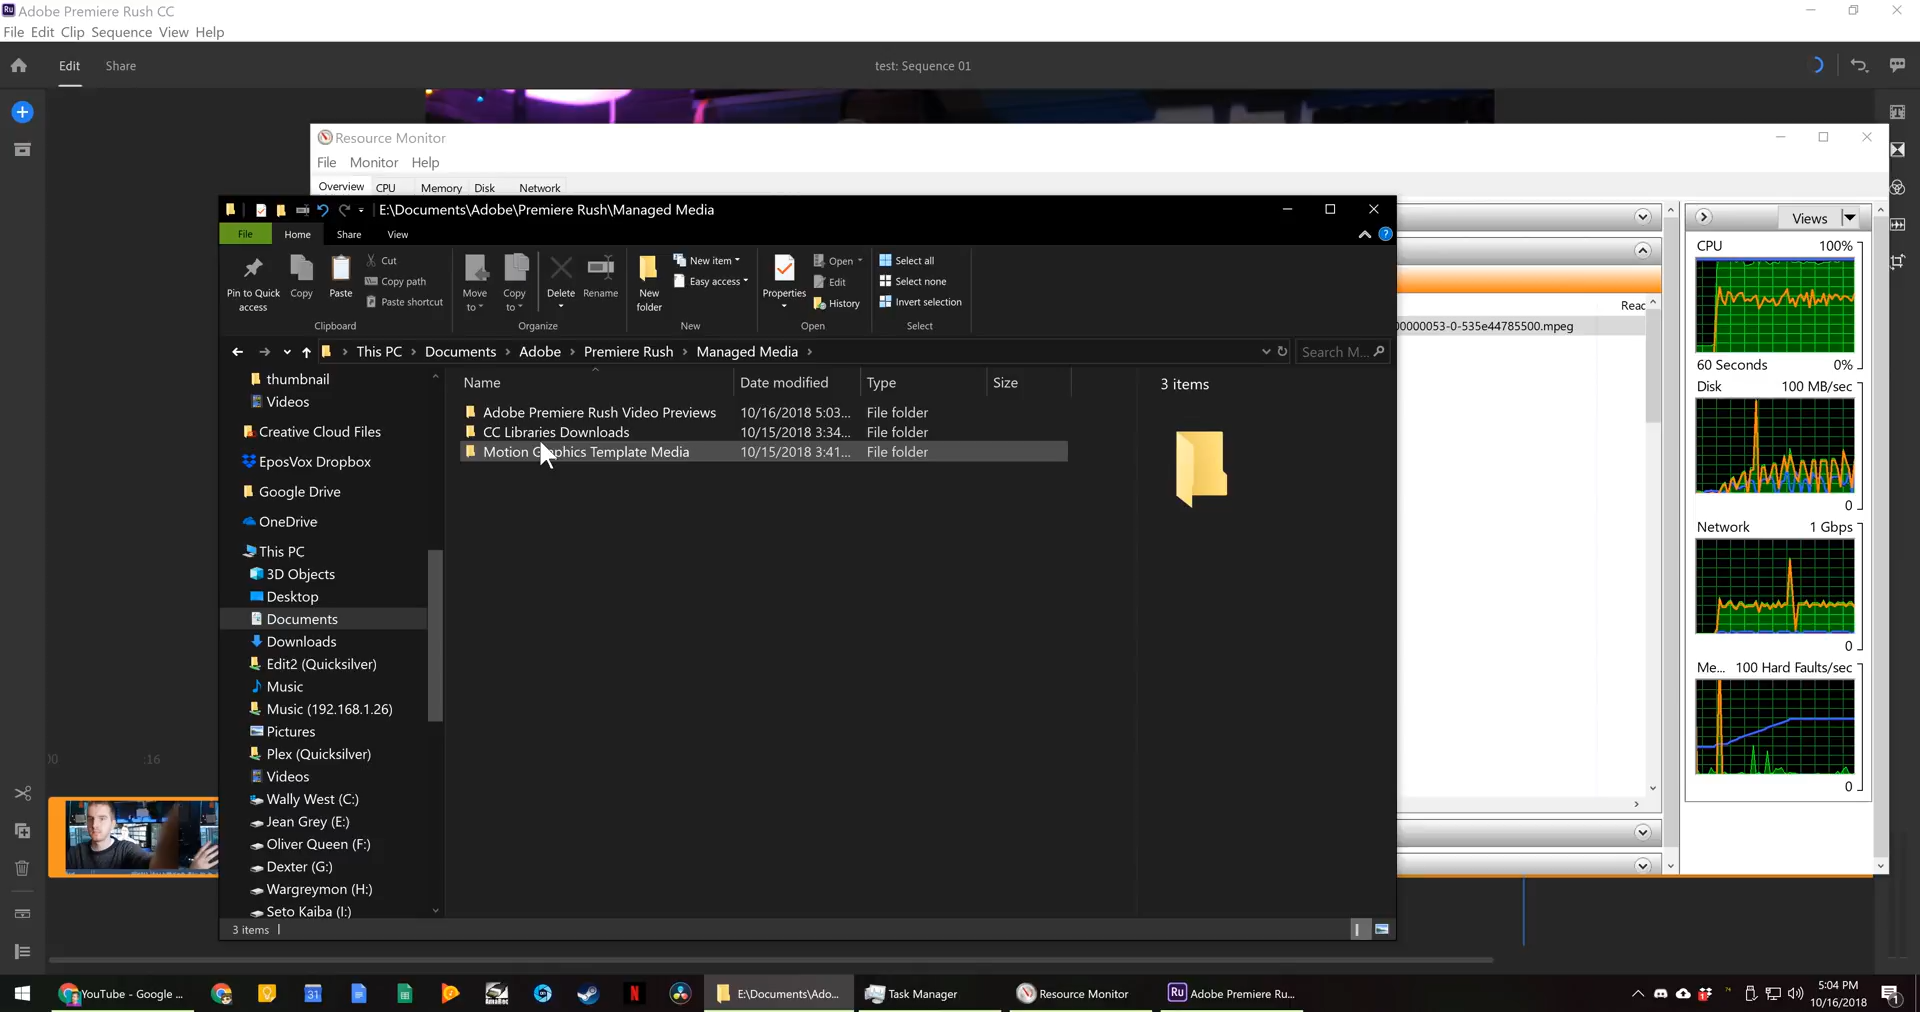 Adobe Premiere Rush CC
File Edit Clip Sequence View Help
Edit Share test: Sequence 01
Resource Monitor
File Monitor Help
Overview CPU Memory Disk Network
E:\Documents\Adobe\Premiere Rush\Managed Media
File Home Share View
Pin to Quick access
Copy
Paste
Cut
Copy path
Paste shortcut
Clipboard
Move to
Copy to
Delete
Rename
Organize
New folder
New item
Easy access
New
Properties
Open
Edit
History
Open
Select all
Select none
Invert selection
Select
This PC > Documents > Adobe > Premiere Rush > Managed Media >
Search M...
thumbnail
Videos
Creative Cloud Files
EposVox Dropbox
Google Drive
OneDrive
This PC
3D Objects
Desktop
Documents
Downloads
Edit2 (Quicksilver)
Music
Music (192.168.1.26)
Pictures
Plex (Quicksilver)
Videos
Wally West (C:)
Jean Grey (E:)
Oliver Queen (F:)
Dexter (G:)
Wargreymon (H:)
Seto Kaiba (I:)
Name Date modified Type Size
Adobe Premiere Rush Video Previews 10/16/2018 5:03... File folder
CC Libraries Downloads 10/15/2018 3:34... File folder
Motion Graphics Template Media 10/15/2018 3:41... File folder
3 items
3 items
Views
Reac
00000053-0-535e44785500.mpeg
CPU 100%
60 Seconds 0%
Disk 100 MB/sec
0
Network 1 Gbps
0
Me... 100 Hard Faults/sec
0
00 :16
YouTube - Google ...
31
E:\Documents\Ado...
Task Manager
Resource Monitor
Ru Adobe Premiere Ru...
5:04 PM
10/16/2018
1